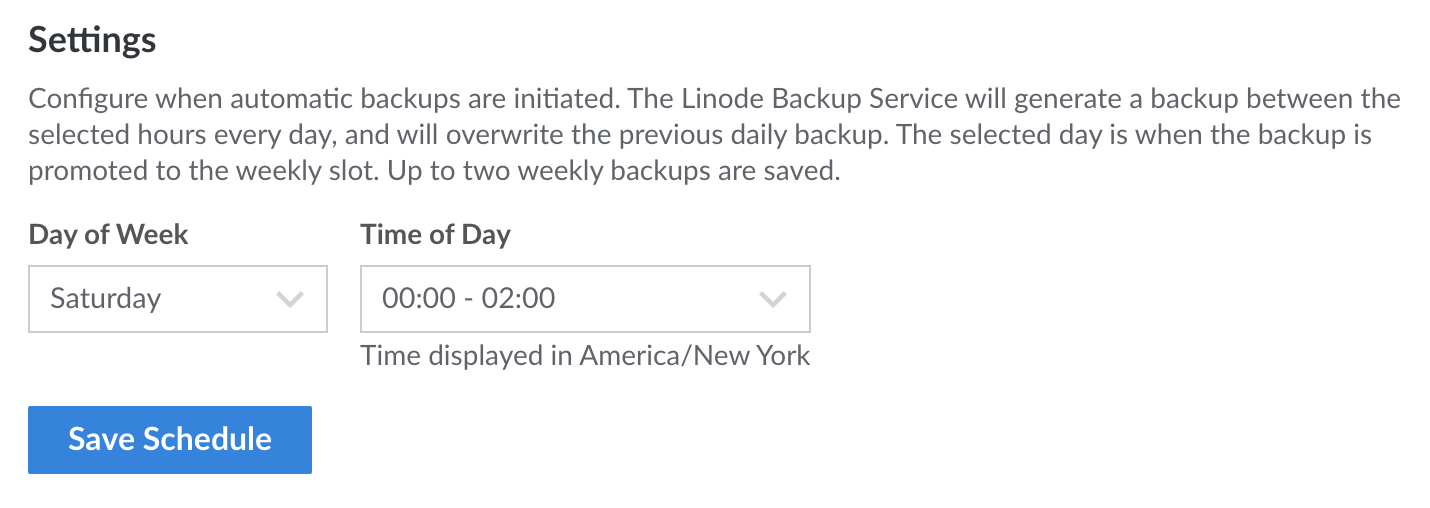 Settings
Configure when automatic backups are initiated. The Linode Backup Service will generate a backup between the
selected hours every day, and will overwrite the previous daily backup. The selected day is when the backup is
promoted to the weekly slot. Up to two weekly backups are saved.
Day of Week
Time of Day
Saturday
00:00 - 02:00
Time displayed in America/New York
Save Schedule